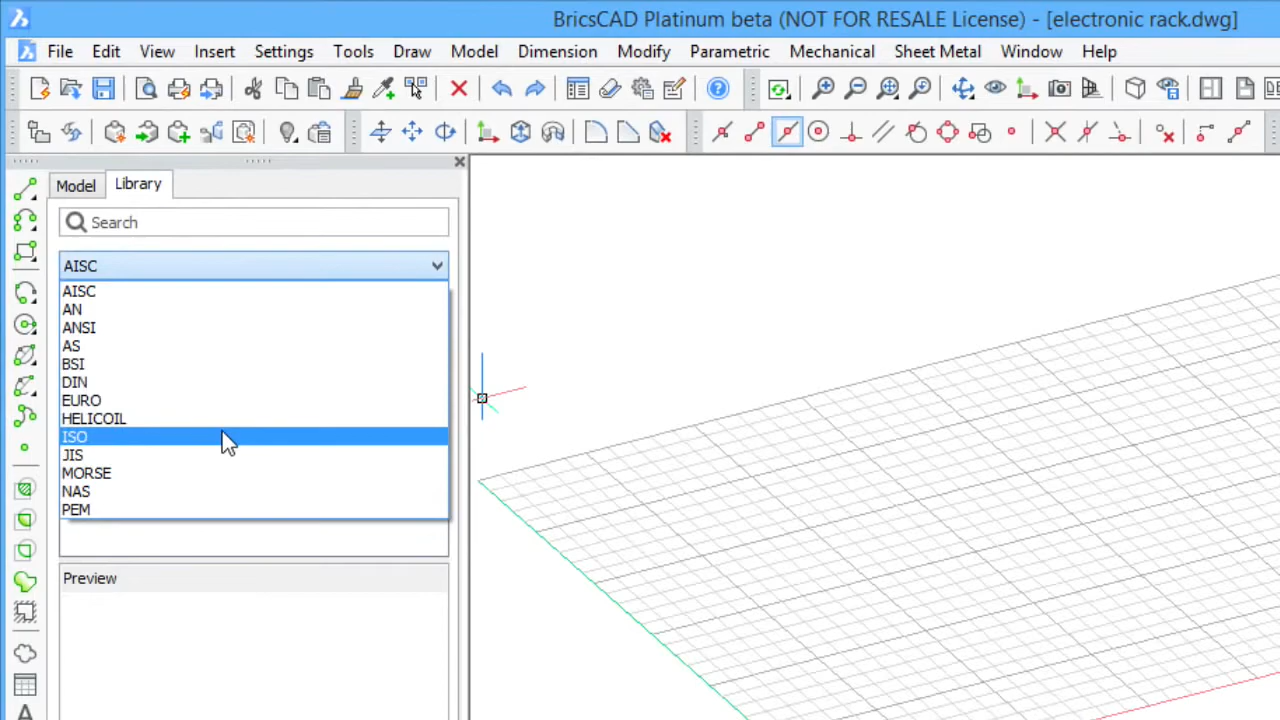 BricsCAD Platinum beta (NOT FOR RESALE License) - [electronic rack.dwg]
File Edit View Insert Settings Tools Draw Model Dimension Modify Parametric Mechanical Sheet Metal Window Help
Model Library
Search
AISC
AISC
AN
ANSI
AS
BSI
DIN
EURO
HELICOIL
ISO
JIS
MORSE
NAS
PEM
Preview
A